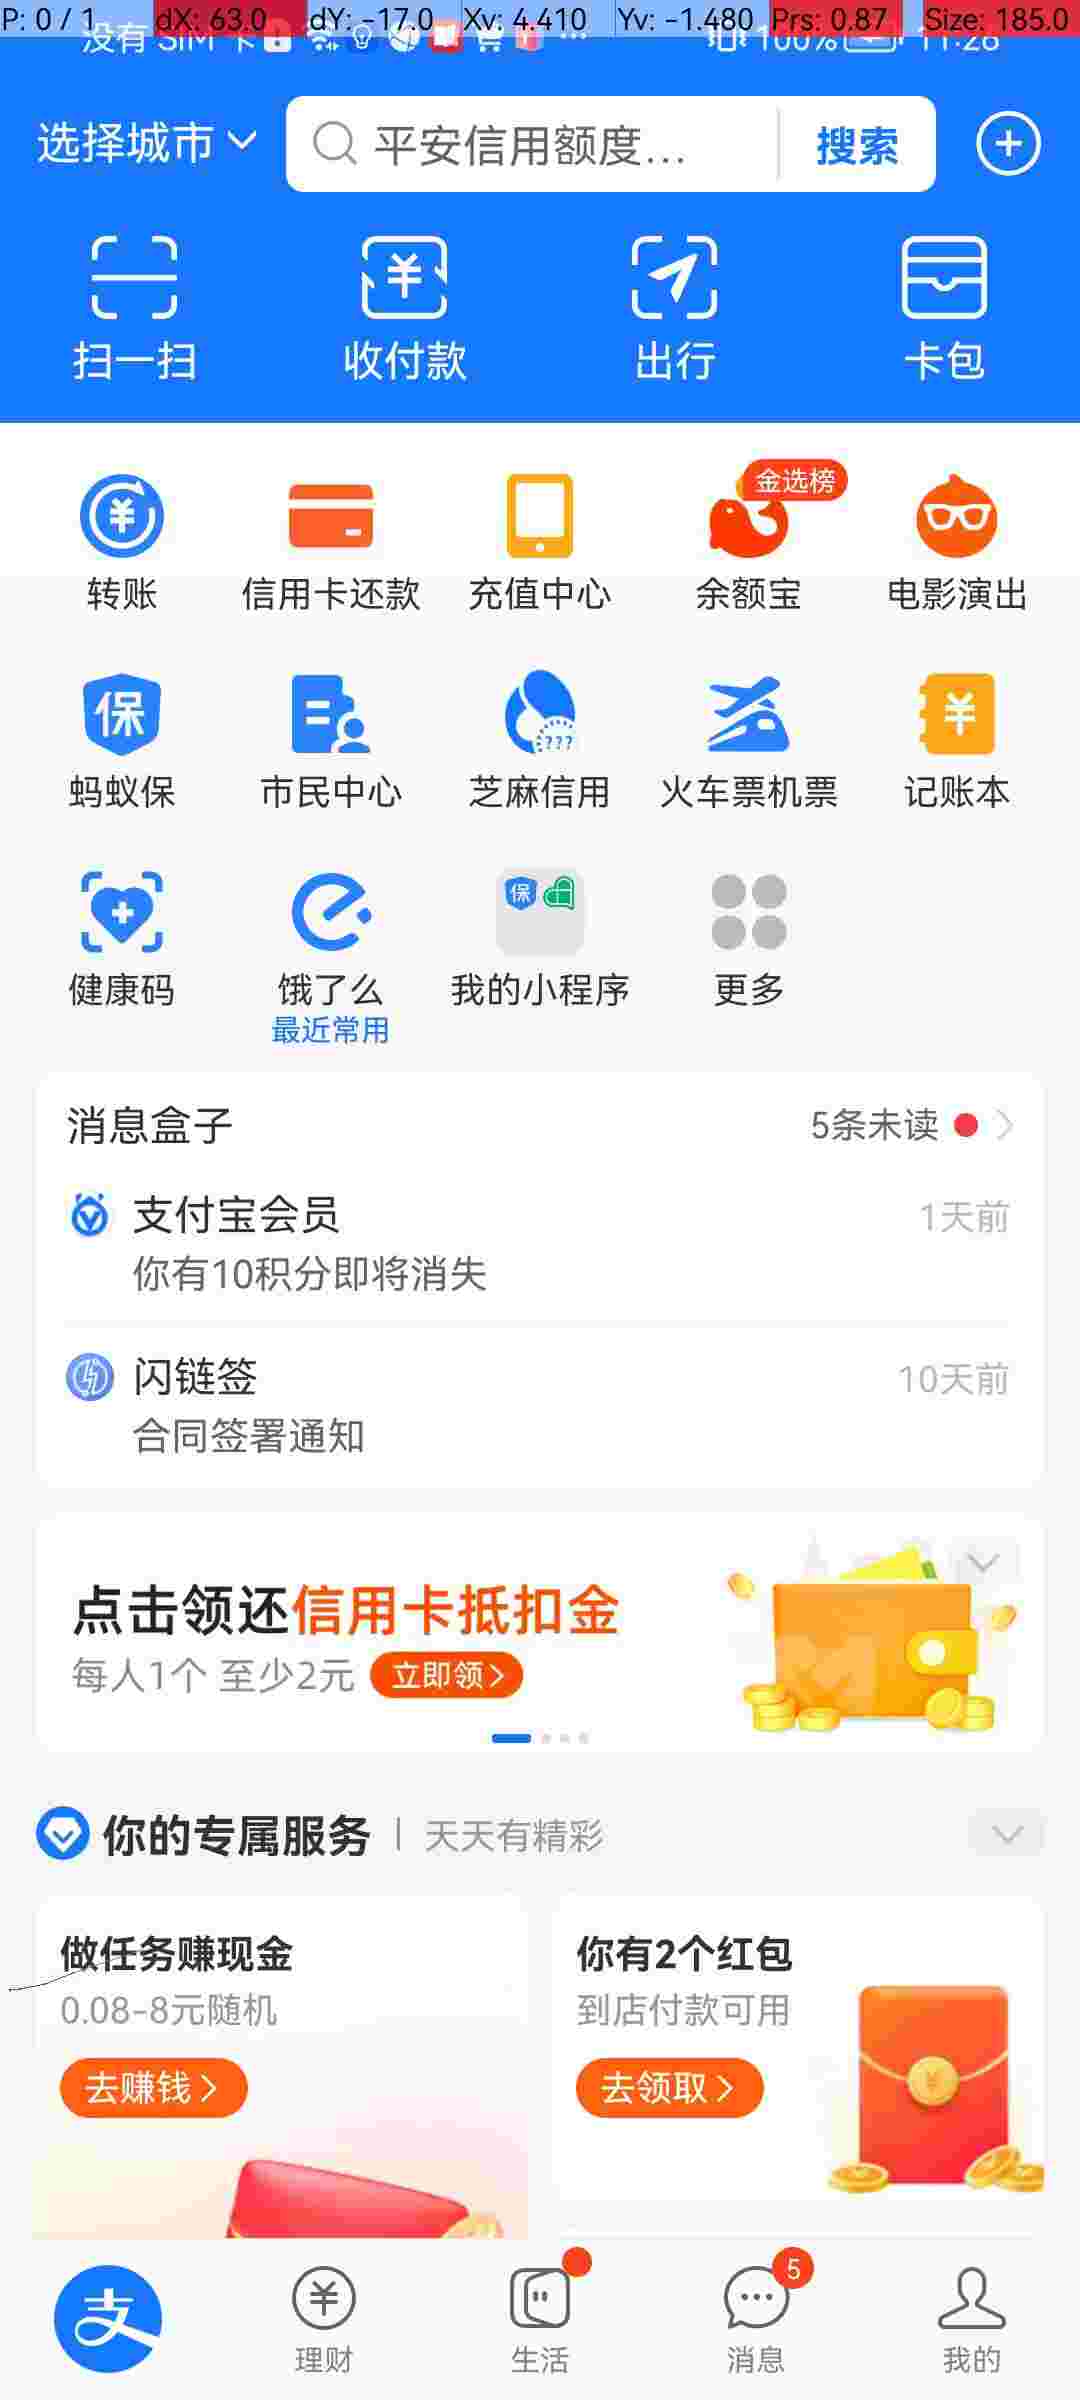 P: 0 / 1 dX: 63.0 dY: -17.0 Xv: 4.410 Yv: -1.480 Prs: 0.87 Size: 185.0
没有 SIM 卡 100% 11:26
选择城市 平安信用额度... 搜索
扫一扫 收付款 出行 卡包
金选榜
转账 信用卡还款 充值中心 余额宝 电影演出
保 ???
蚂蚁保 市民中心 芝麻信用 火车票机票 记账本
保
健康码 饿了么 我的小程序 更多
最近常用
消息盒子 5条未读
支付宝会员 1天前
你有10积分即将消失
闪链签 10天前
合同签署通知
点击领还信用卡抵扣金
每人1个 至少2元 立即领
你的专属服务 天天有精彩
做任务赚现金 你有2个红包
0.08-8元随机 到店付款可用
去赚钱 去领取
支 5
理财 生活 消息 我的